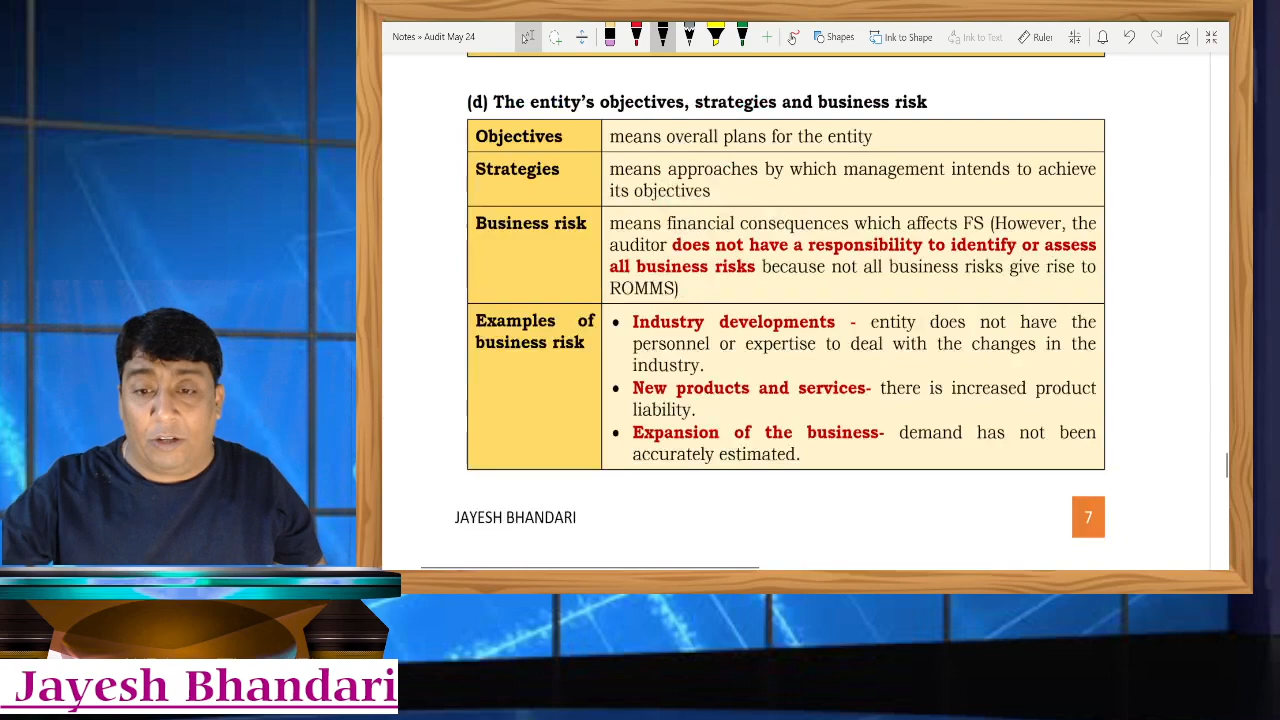 Notes » Audit May 24
Shapes
Ink to Shape
Ink to Text
Ruler
(d) The entity’s objectives, strategies and business risk
Objectives
means overall plans for the entity
Strategies
means approaches by which management intends to achieve
its objectives
Business risk
means financial consequences which affects FS (However, the
auditor does not have a responsibility to identify or assess
all business risks because not all business risks give rise to
ROMMS)
Examples of
business risk
• Industry developments - entity does not have the
personnel or expertise to deal with the changes in the
industry.
• New products and services- there is increased product
liability.
• Expansion of the business- demand has not been
accurately estimated.
JAYESH BHANDARI
7
Jayesh Bhandari